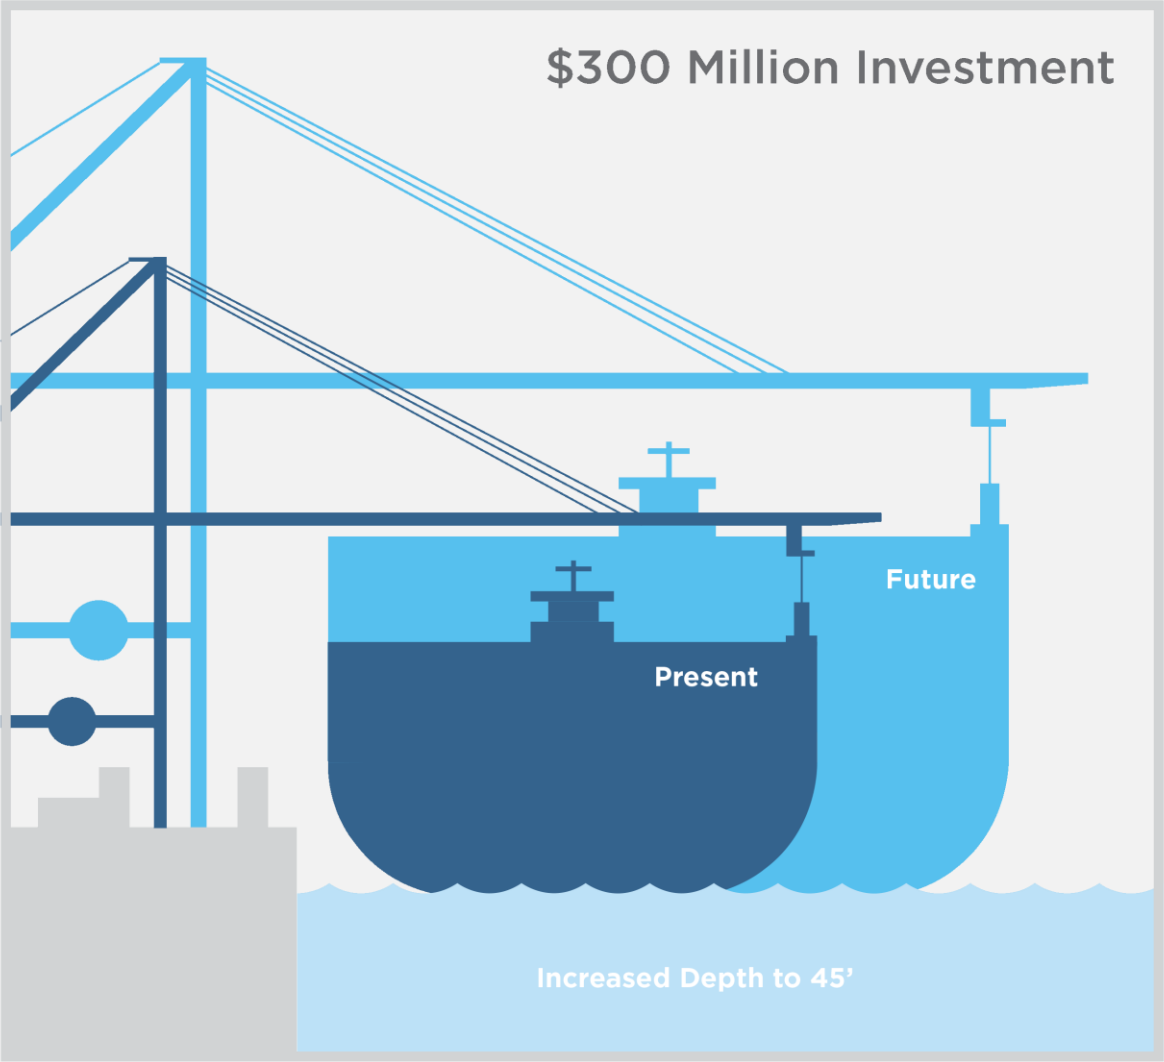 $300 Million Investment
Future
Present
Increased Depth to 45’